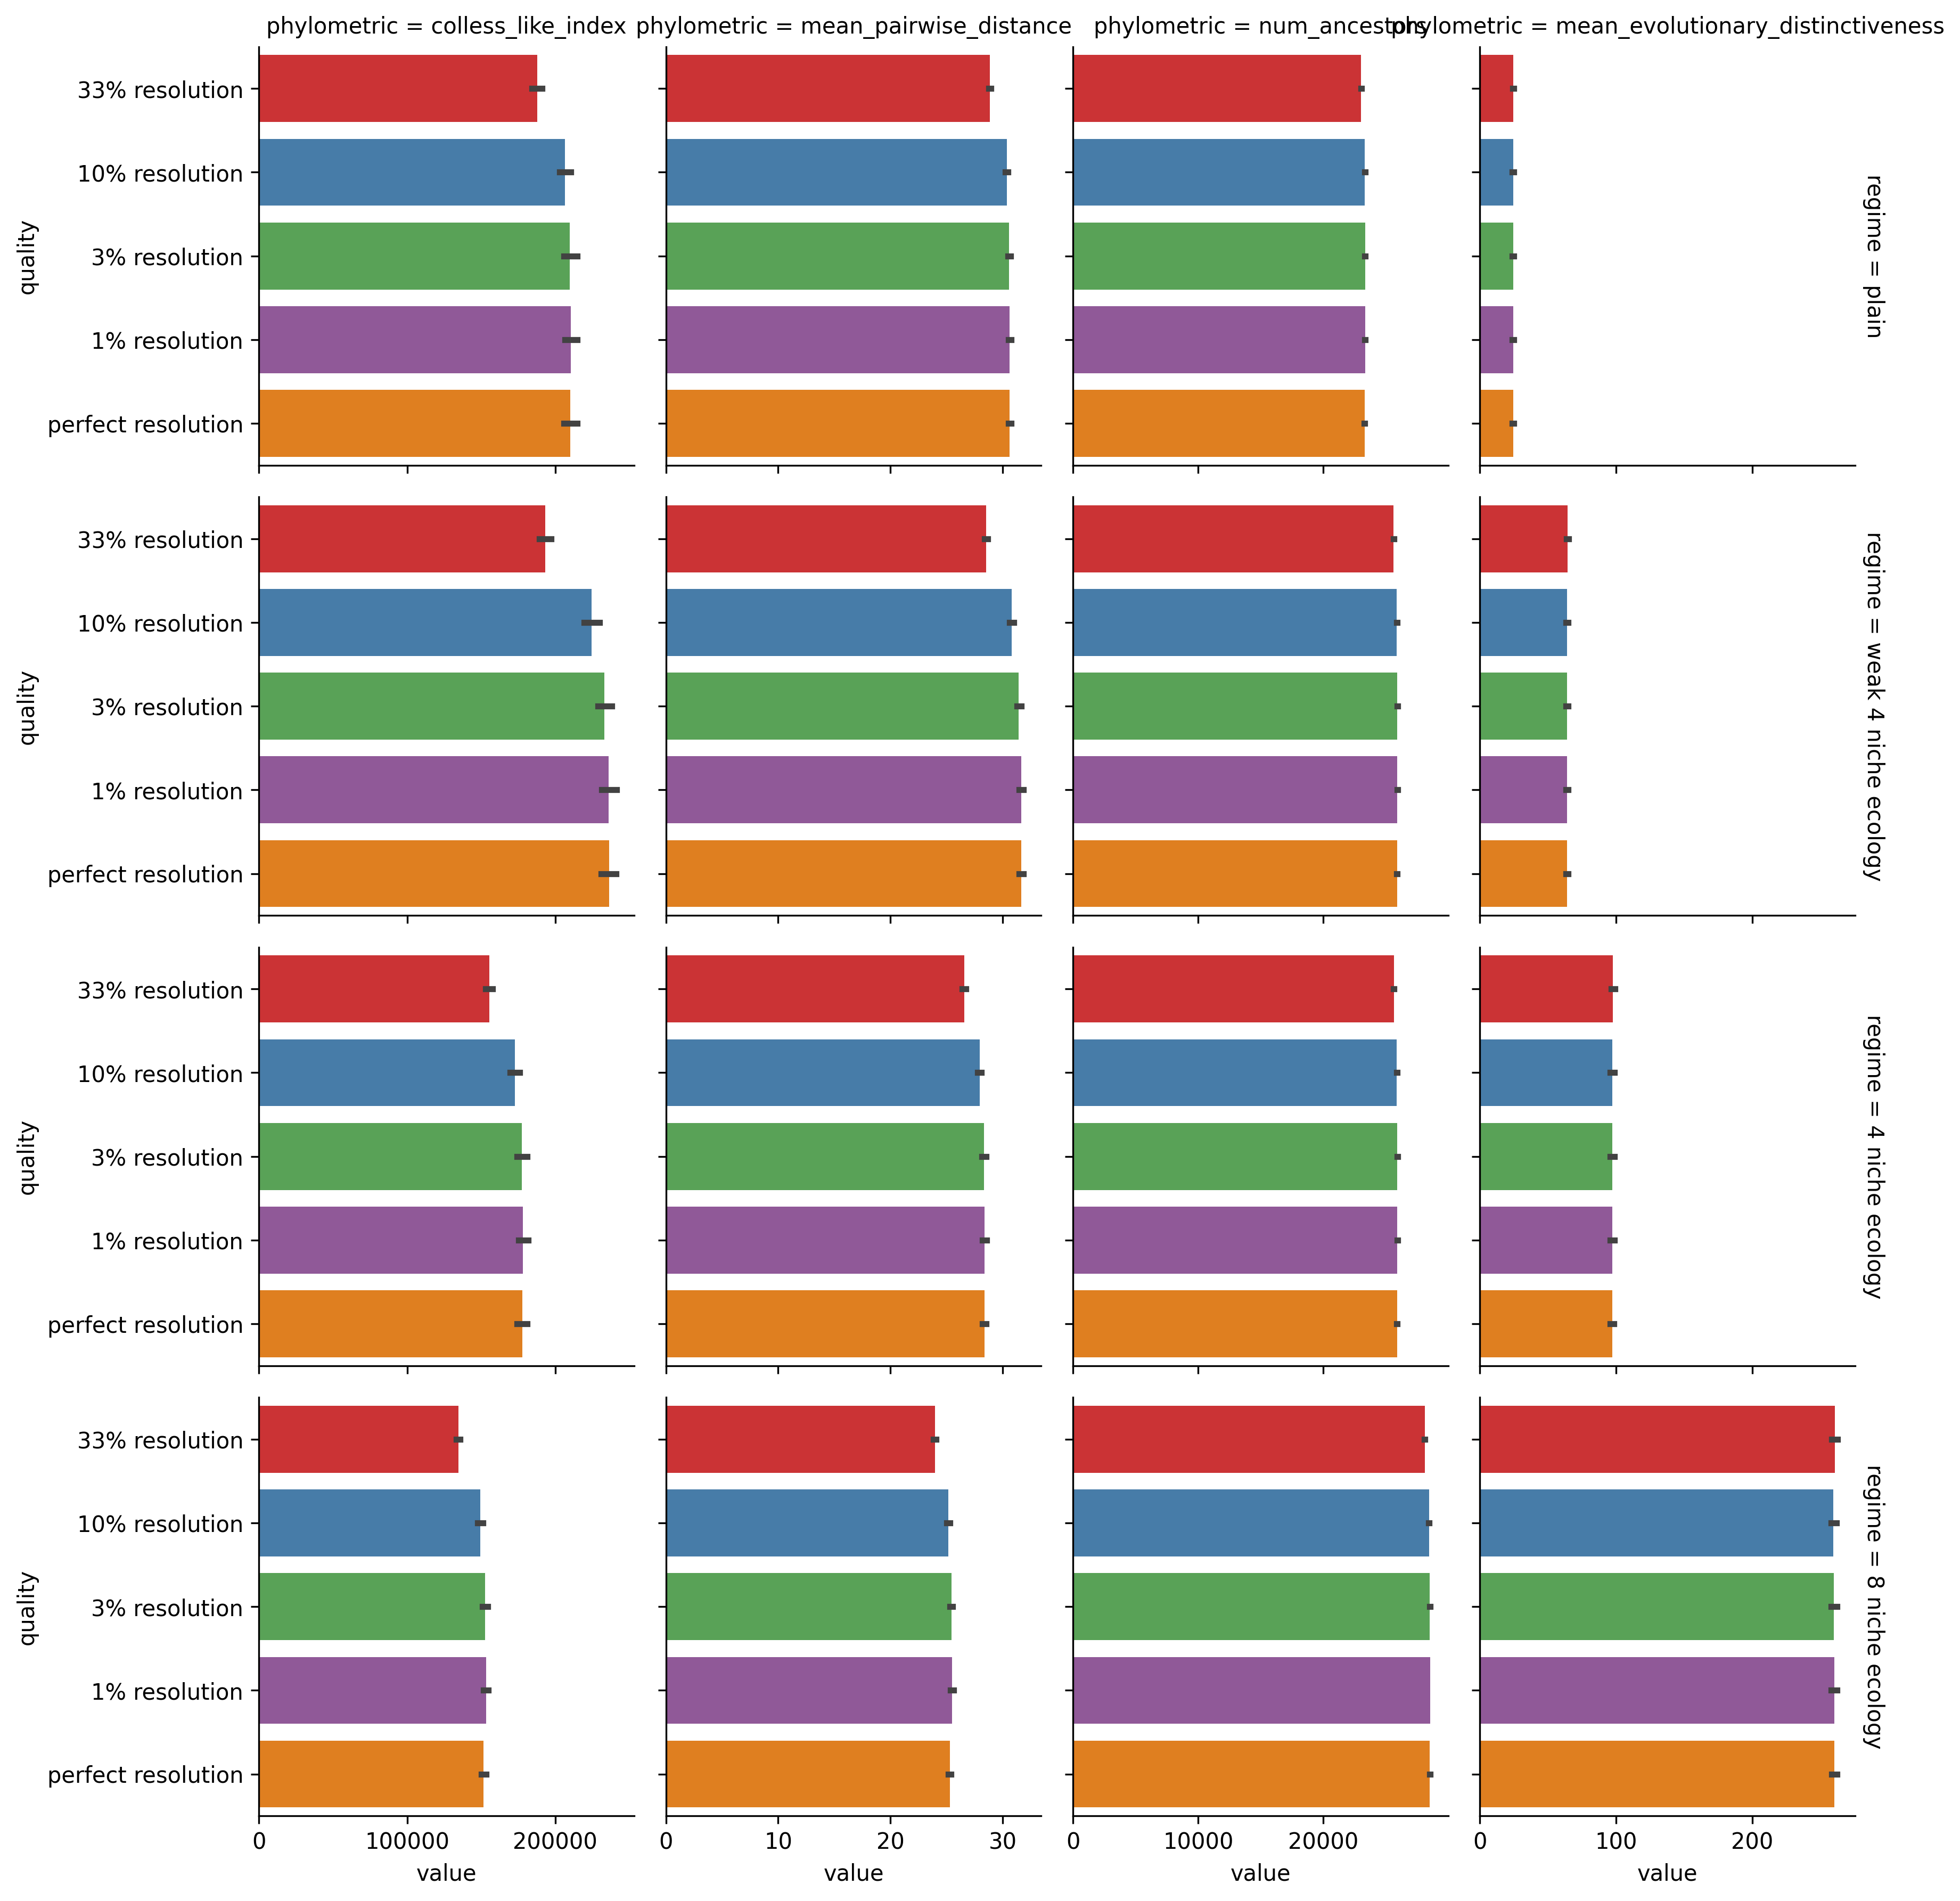 phylometric = colless_like_index
phylometric = mean_pairwise_distance
phylometric = num_ancestors
phylometric = mean_evolutionary_distinctiveness
quality
33% resolution
10% resolution
3% resolution
1% resolution
perfect resolution
regime = plain
quality
33% resolution
10% resolution
3% resolution
1% resolution
perfect resolution
regime = weak 4 niche ecology
quality
33% resolution
10% resolution
3% resolution
1% resolution
perfect resolution
regime = 4 niche ecology
quality
33% resolution
10% resolution
3% resolution
1% resolution
perfect resolution
regime = 8 niche ecology
0 100000 200000
0 10 20 30
0 10000 20000
0 100 200
value
value
value
value